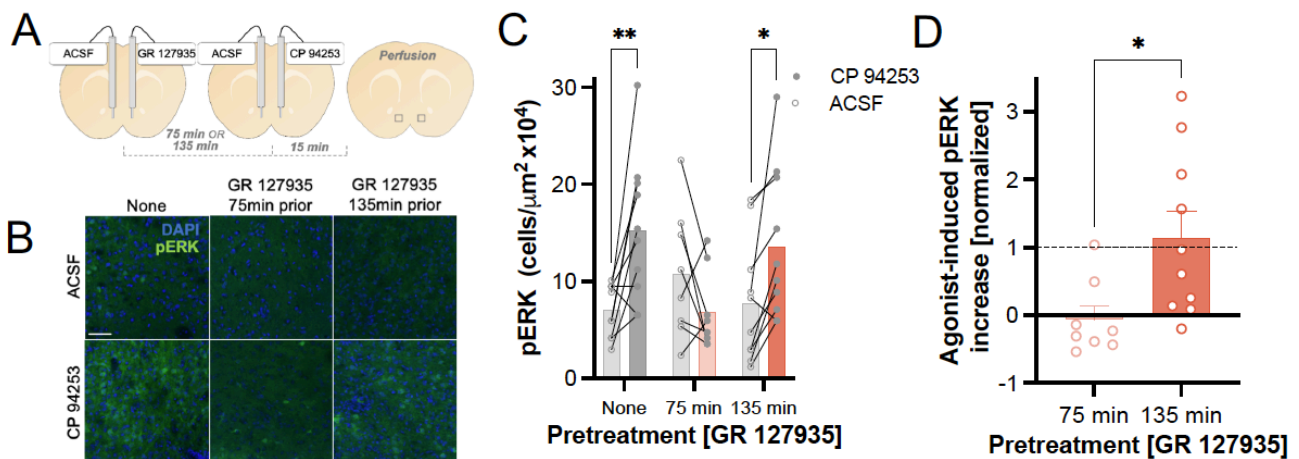 A
ACSF
GR 127935
ACSF
CP 94253
Perfusion
75 min OR
135 min
15 min
B
None
GR 127935
75min prior
GR 127935
135min prior
DAPI
pERK
ACSF
CP 94253
C
**
*
CP 94253
ACSF
pERK (cells/μm² x10⁴)
30
20
10
0
None
75 min
135 min
Pretreatment [GR 127935]
D
*
Agonist-induced pERK
increase [normalized]
3
2
1
0
-1
75 min
135 min
Pretreatment [GR 127935]